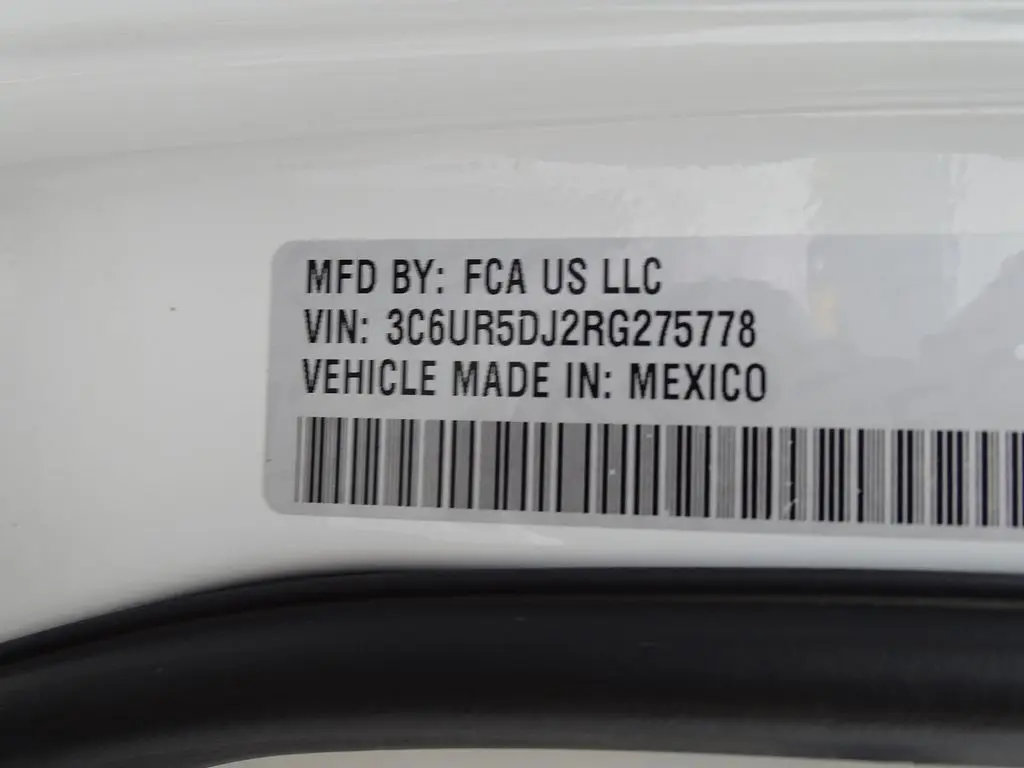 MFD BY: FCA US LLC
VIN: 3C6UR5DJ2RG275778
VEHICLE MADE IN: MEXICO